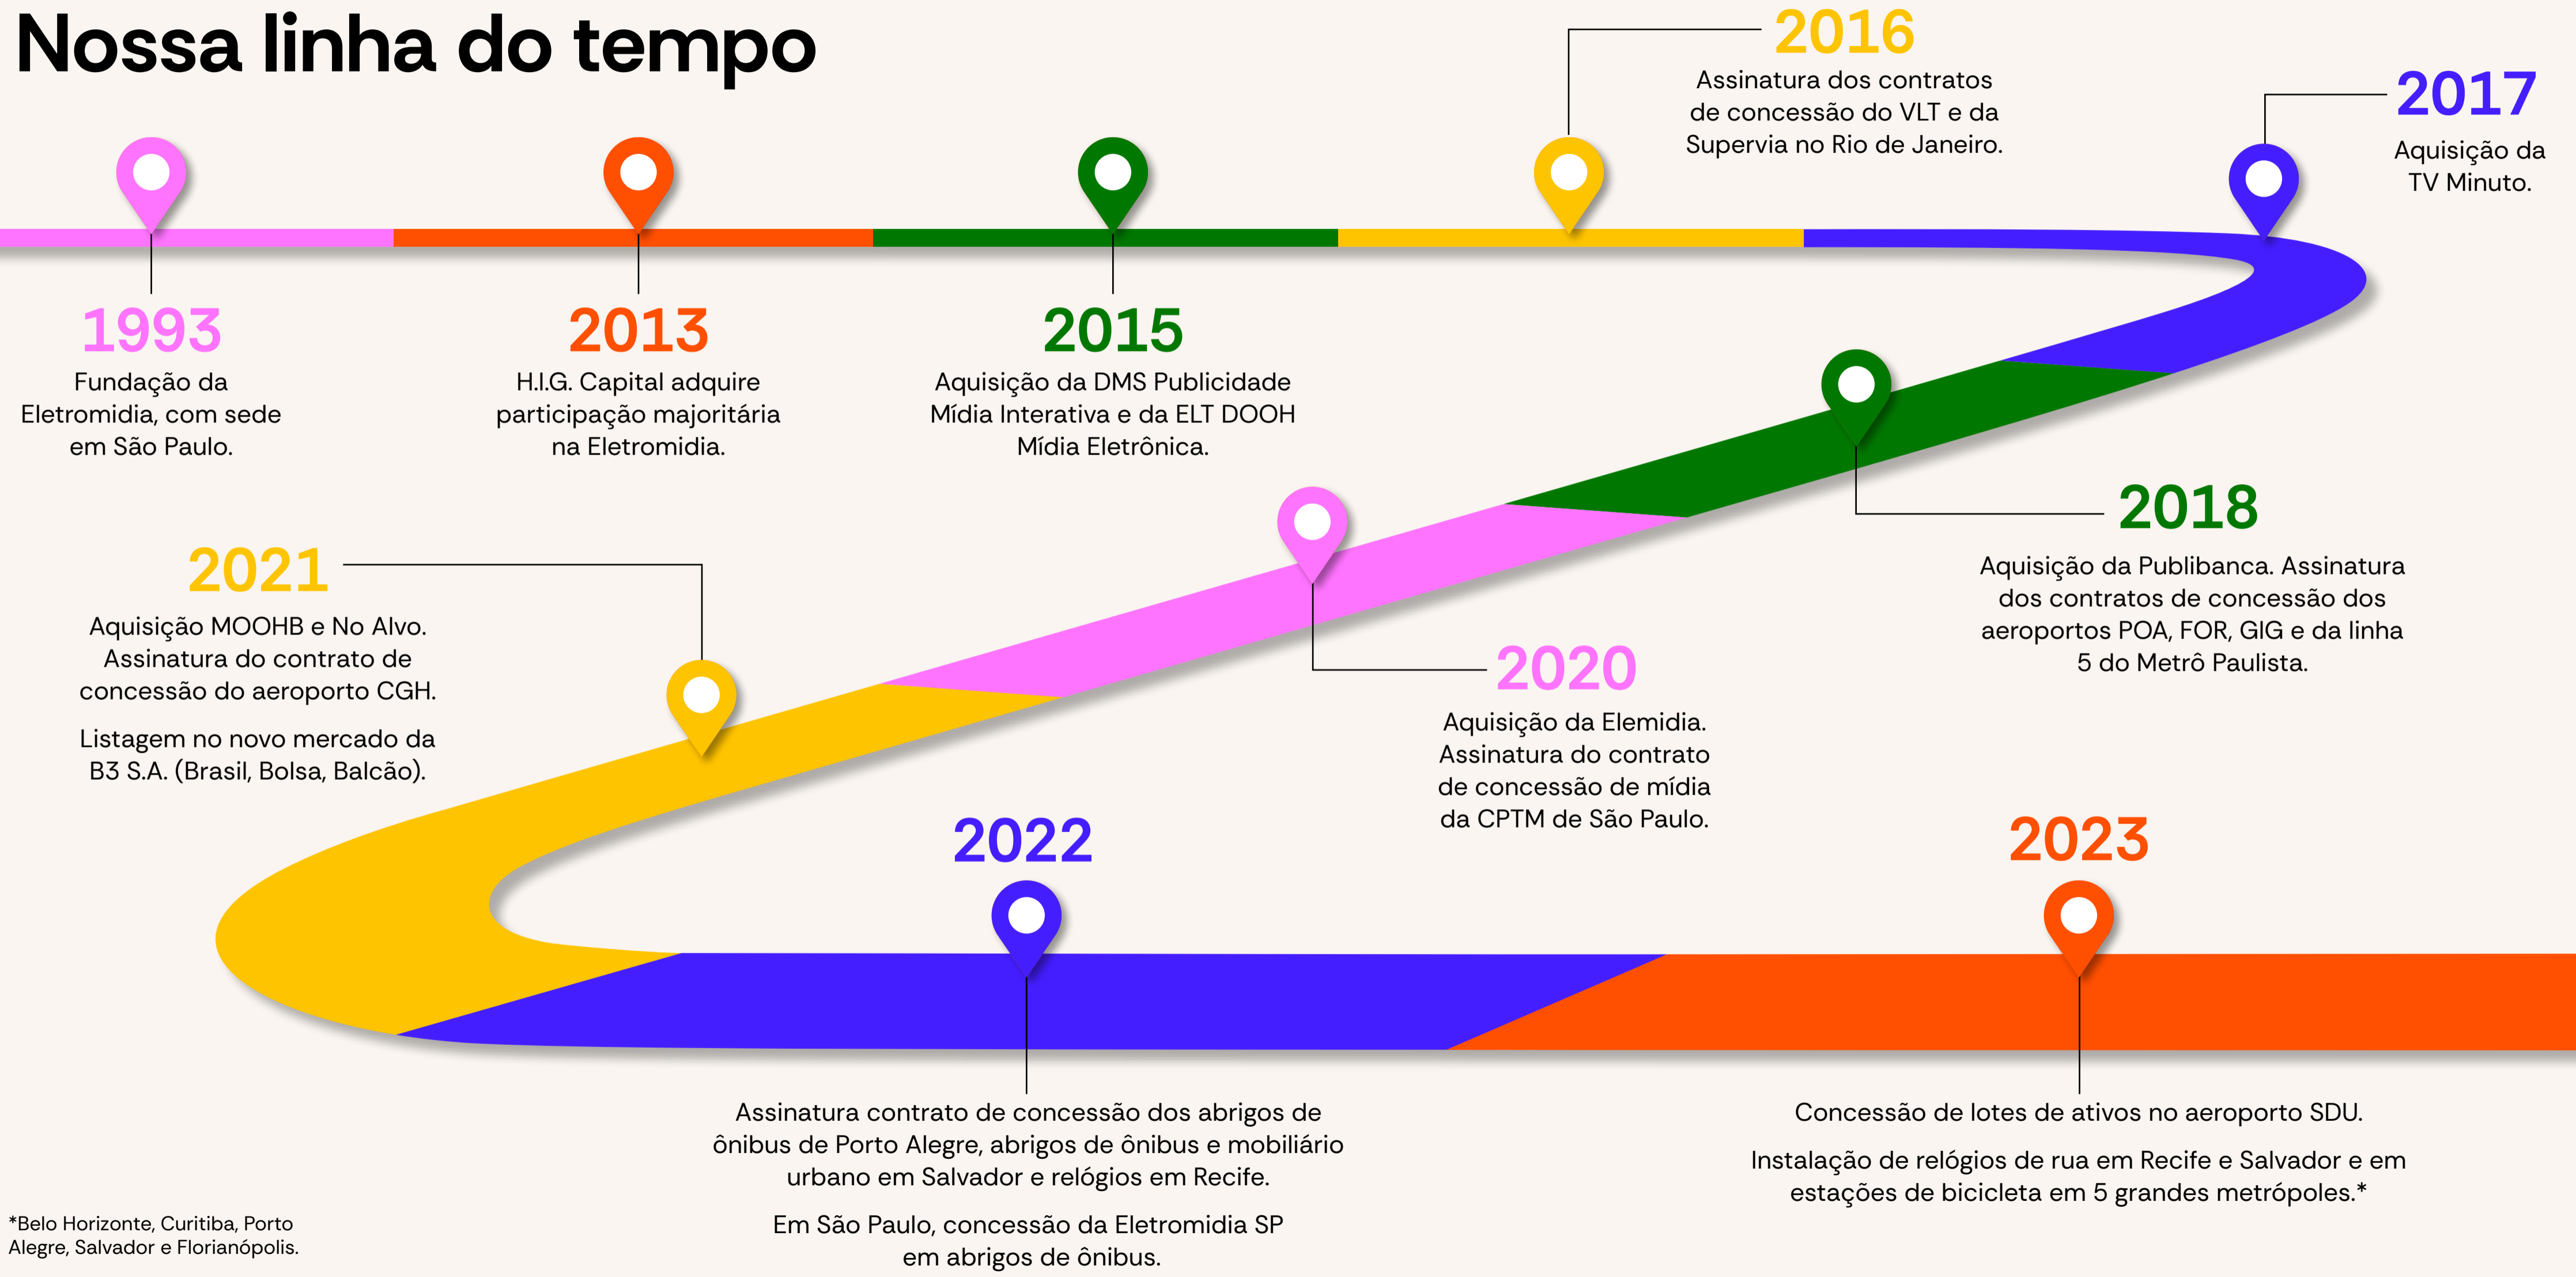 Nossa linha do tempo
1993
Fundação da
Eletromidia, com sede
em São Paulo.
2013
H.I.G. Capital adquire
participação majoritária
na Eletromidia.
2015
Aquisição da DMS Publicidade
Mídia Interativa e da ELT DOOH
Mídia Eletrônica.
2016
Assinatura dos contratos
de concessão do VLT e da
Supervia no Rio de Janeiro.
2017
Aquisição da
TV Minuto.
2018
Aquisição da Publibanca. Assinatura
dos contratos de concessão dos
aeroportos POA, FOR, GIG e da linha
5 do Metrô Paulista.
2020
Aquisição da Elemidia.
Assinatura do contrato
de concessão de mídia
da CPTM de São Paulo.
2021
Aquisição MOOHB e No Alvo.
Assinatura do contrato de
concessão do aeroporto CGH.
Listagem no novo mercado da
B3 S.A. (Brasil, Bolsa, Balcão).
2022
Assinatura contrato de concessão dos abrigos de
ônibus de Porto Alegre, abrigos de ônibus e mobiliário
urbano em Salvador e relógios em Recife.
Em São Paulo, concessão da Eletromidia SP
em abrigos de ônibus.
2023
Concessão de lotes de ativos no aeroporto SDU.
Instalação de relógios de rua em Recife e Salvador e em
estações de bicicleta em 5 grandes metrópoles.*
*Belo Horizonte, Curitiba, Porto
Alegre, Salvador e Florianópolis.